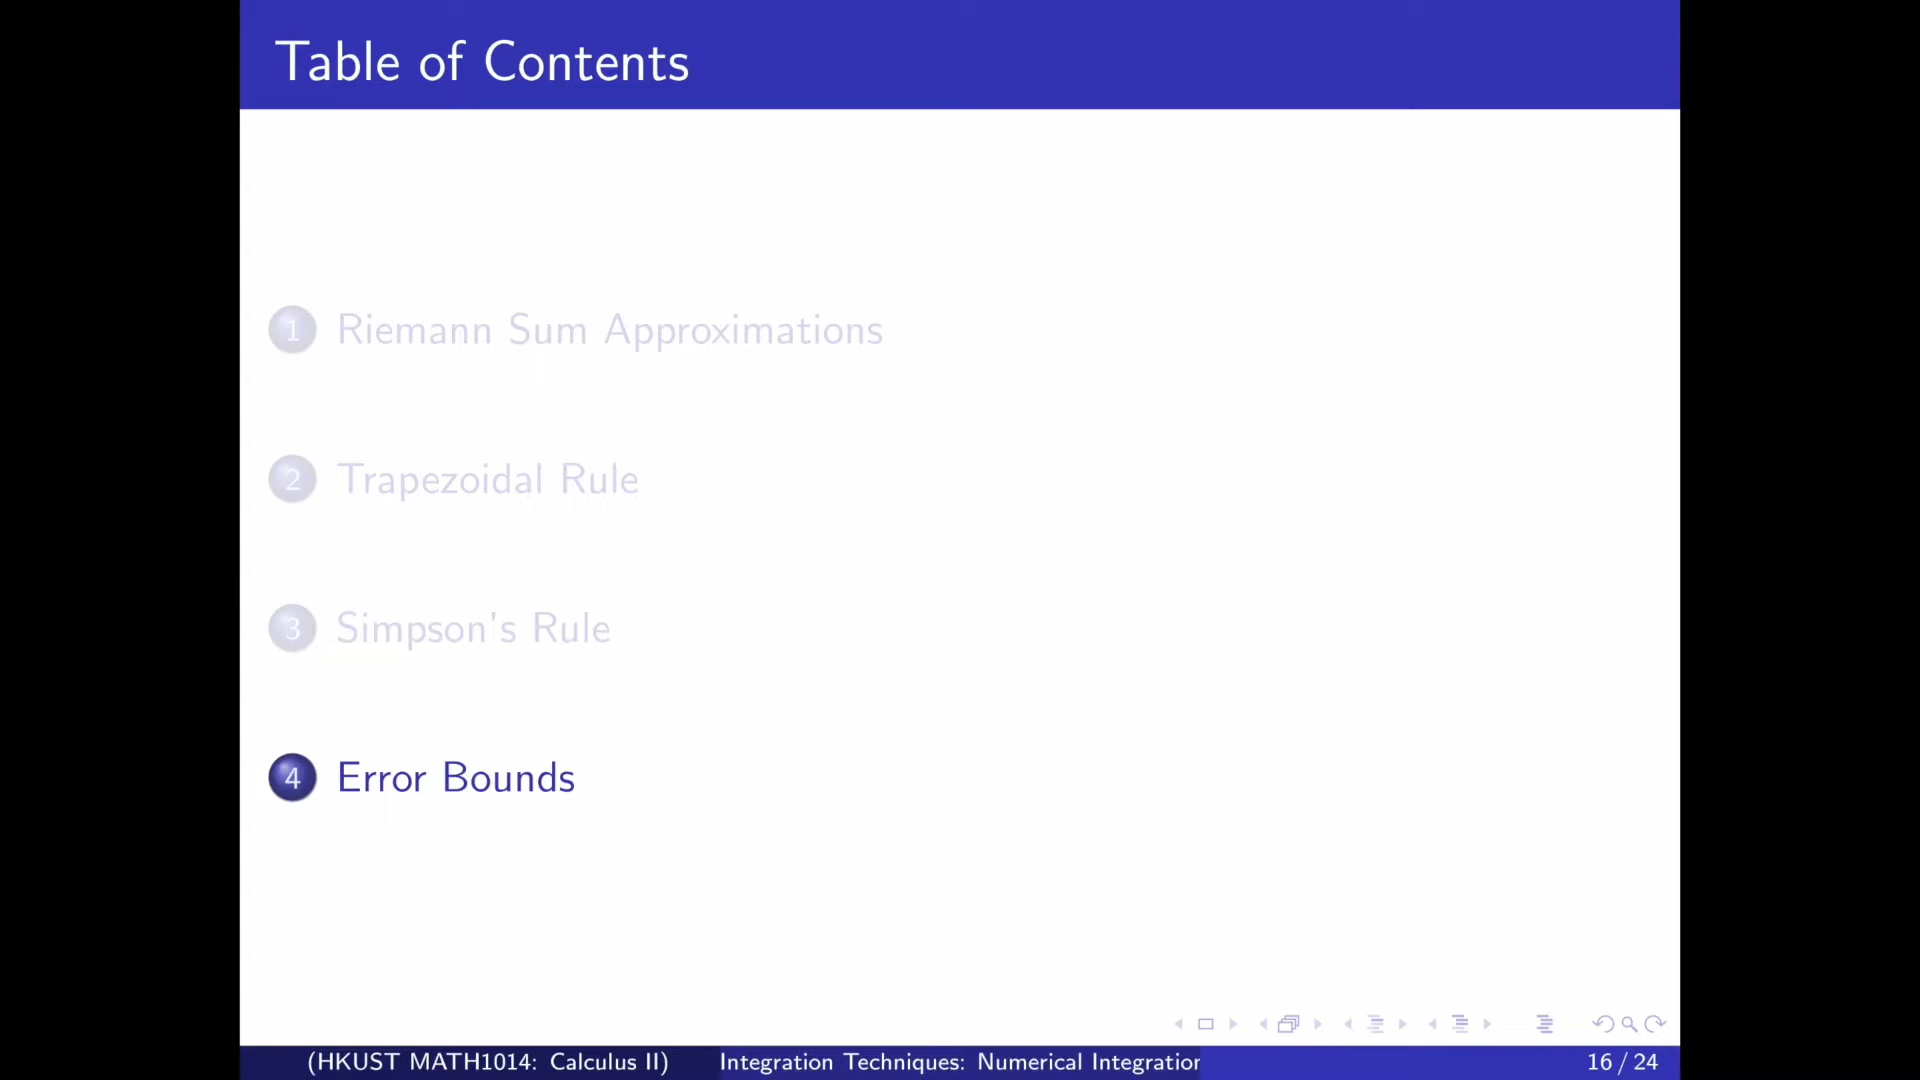 Table of Contents
1 Riemann Sum Approximations
2 Trapezoidal Rule
3 Simpson's Rule
4 Error Bounds
(HKUST MATH1014: Calculus II) Integration Techniques: Numerical Integration 16 / 24